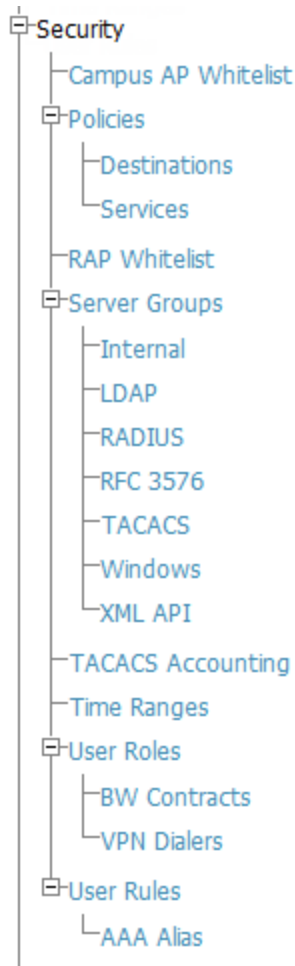 Security
Campus AP Whitelist
Policies
Destinations
Services
RAP Whitelist
Server Groups
Internal
LDAP
RADIUS
RFC 3576
TACACS
Windows
XML API
TACACS Accounting
Time Ranges
User Roles
BW Contracts
VPN Dialers
User Rules
AAA Alias